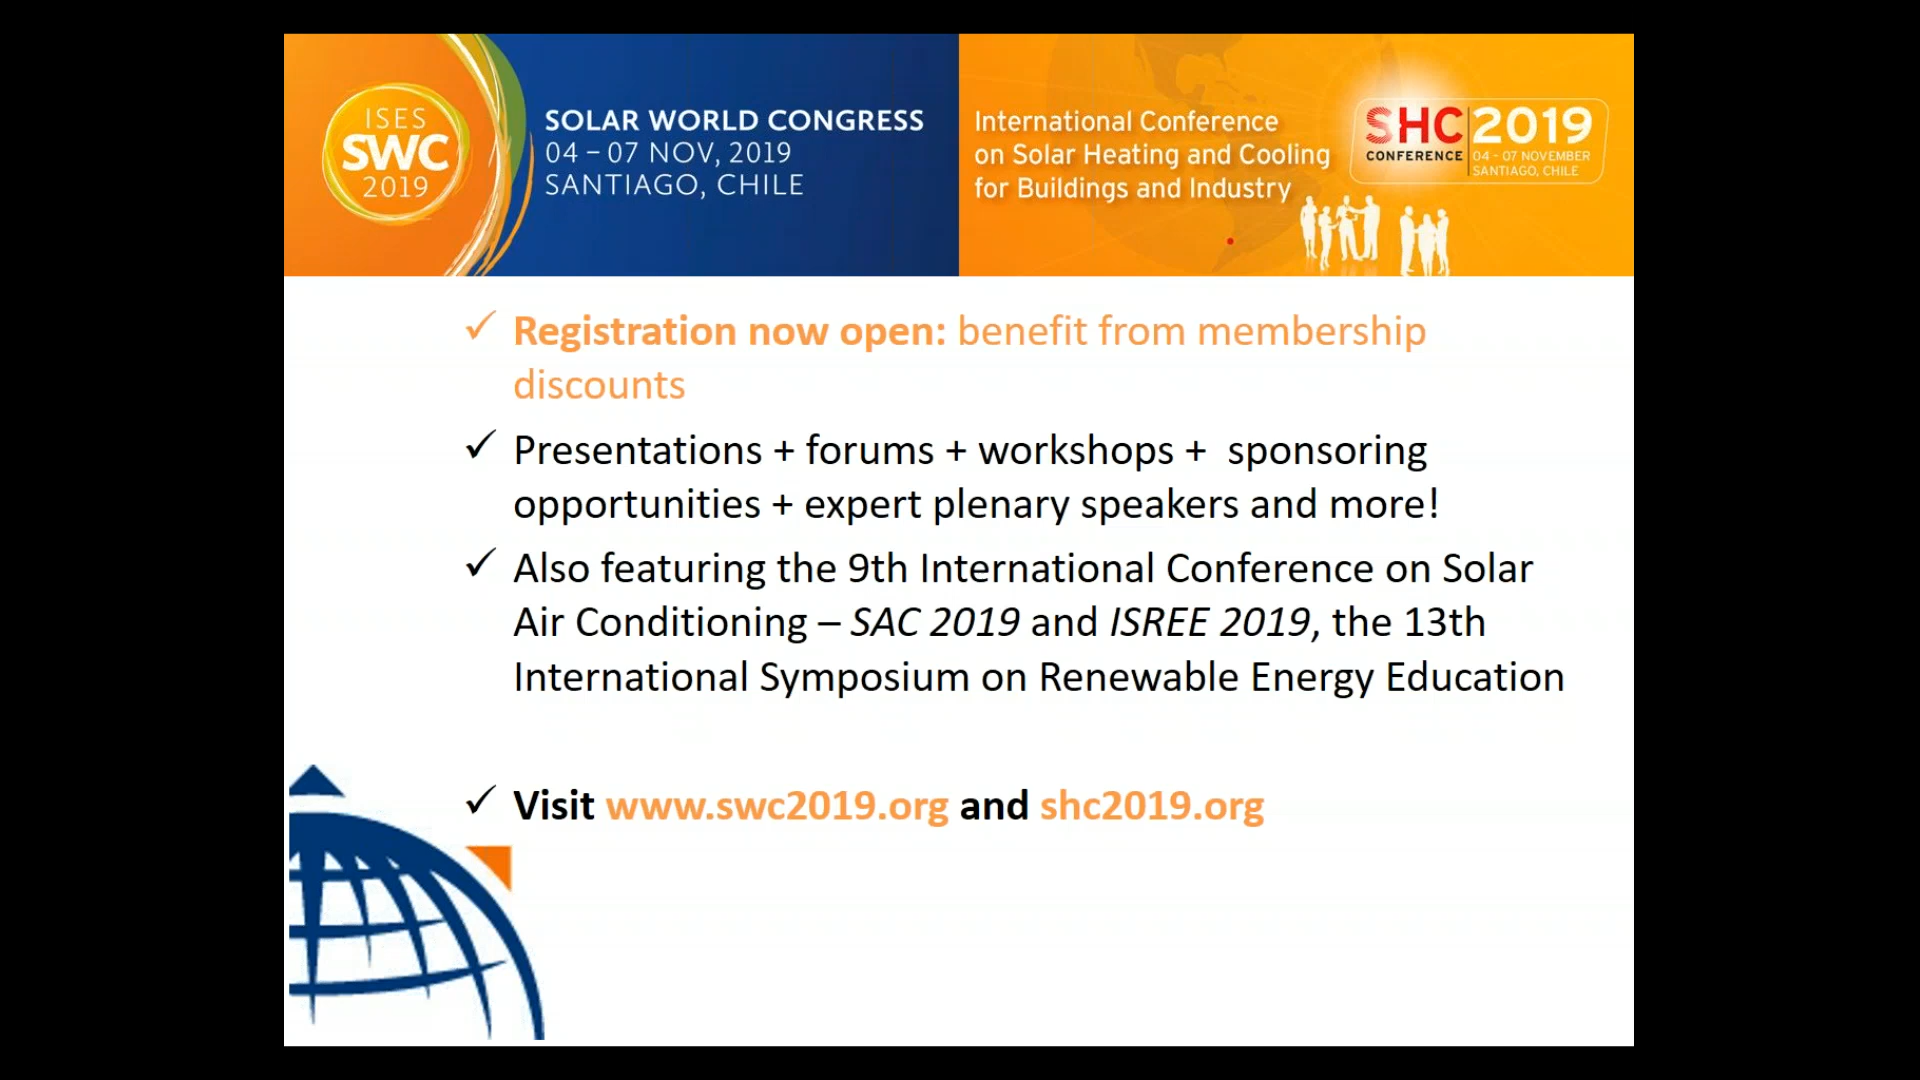 ISES
SWC
2019
SOLAR WORLD CONGRESS
04 – 07 NOV, 2019
SANTIAGO, CHILE
International Conference
on Solar Heating and Cooling
for Buildings and Industry
SHC 2019
CONFERENCE 04 - 07 NOVEMBER
SANTIAGO, CHILE
✓ Registration now open: benefit from membership
discounts
✓ Presentations + forums + workshops + sponsoring
opportunities + expert plenary speakers and more!
✓ Also featuring the 9th International Conference on Solar
Air Conditioning – SAC 2019 and ISREE 2019, the 13th
International Symposium on Renewable Energy Education
✓ Visit www.swc2019.org and shc2019.org